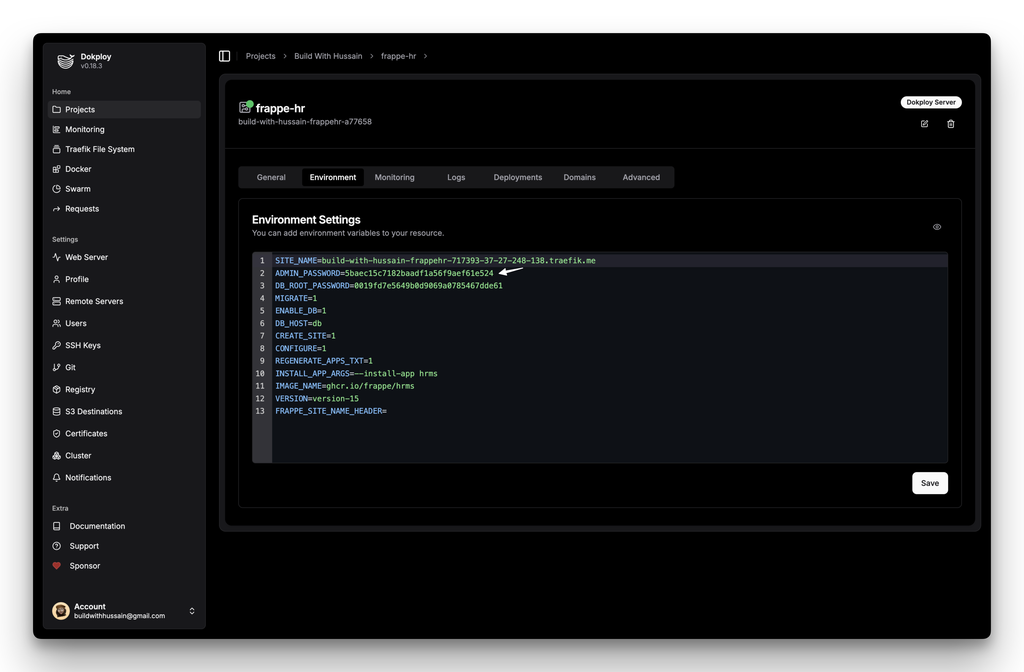 Dokploy
v0.18.3
Home
Projects
Monitoring
Traefik File System
Docker
Swarm
Requests
Settings
Web Server
Profile
Remote Servers
Users
SSH Keys
Git
Registry
S3 Destinations
Certificates
Cluster
Notifications
Extra
Documentation
Support
Sponsor
Account
buildwithhussain@gmail.com
Projects > Build With Hussain > frappe-hr >
frappe-hr
build-with-hussain-frappehr-a77658
Dokploy Server
General Environment Monitoring Logs Deployments Domains Advanced
Environment Settings
You can add environment variables to your resource.
1 SITE_NAME=build-with-hussain-frappehr-717393-37-27-248-138.traefik.me
2 ADMIN_PASSWORD=5baec15c7182baadf1a56f9aef61e524
3 DB_ROOT_PASSWORD=0019fd7e5649b0d9069a0785467dde61
4 MIGRATE=1
5 ENABLE_DB=1
6 DB_HOST=db
7 CREATE_SITE=1
8 CONFIGURE=1
9 REGENERATE_APPS_TXT=1
10 INSTALL_APP_ARGS=--install-app hrms
11 IMAGE_NAME=ghcr.io/frappe/hrms
12 VERSION=version-15
13 FRAPPE_SITE_NAME_HEADER=
Save